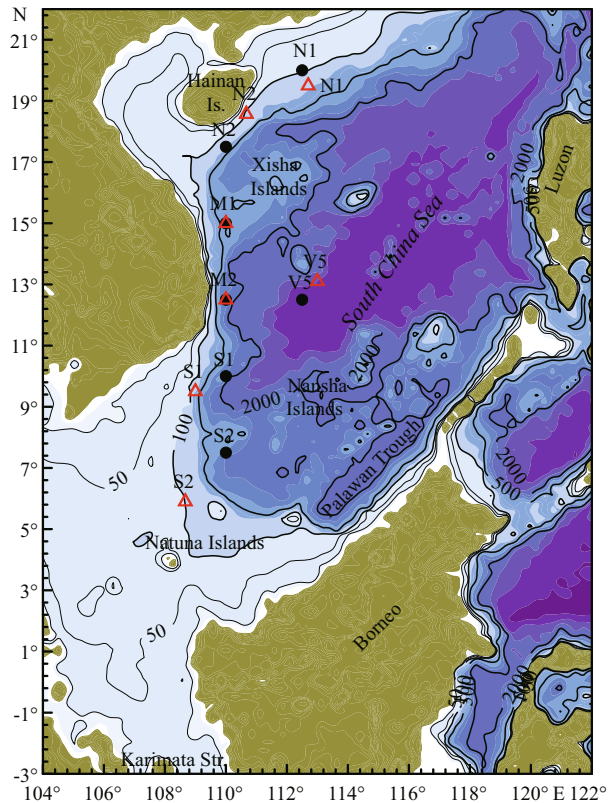 N
21°
19°
17°
15°
13°
11°
9°
7°
5°
3°
1°
-1°
-3°
N1
Hainan
Is.
N2
N1
N2
Xisha
Islands
2000
500
Luzon
M1
South China Sea
V5
M2
V5
S1
S1
2000
Nansha
Islands
2000
100
S2
50
Palawan Trough
2000
500
S2
Natuna Islands
50
Borneo
2000
Karimata Str.
104°
106°
108°
110°
112°
114°
116°
118°
120°
E
122°